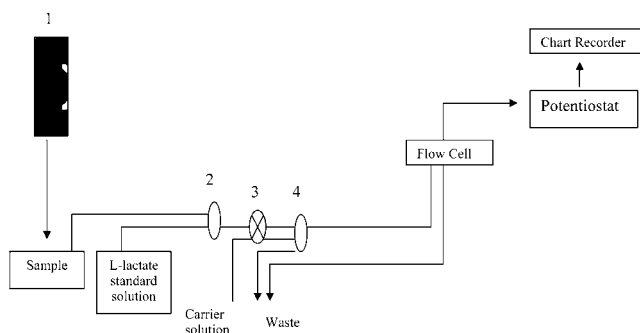 1
Chart Recorder
Potentiostat
Flow Cell
2
3
4
Sample
L-lactate
standard
solution
Carrier
solution
Waste